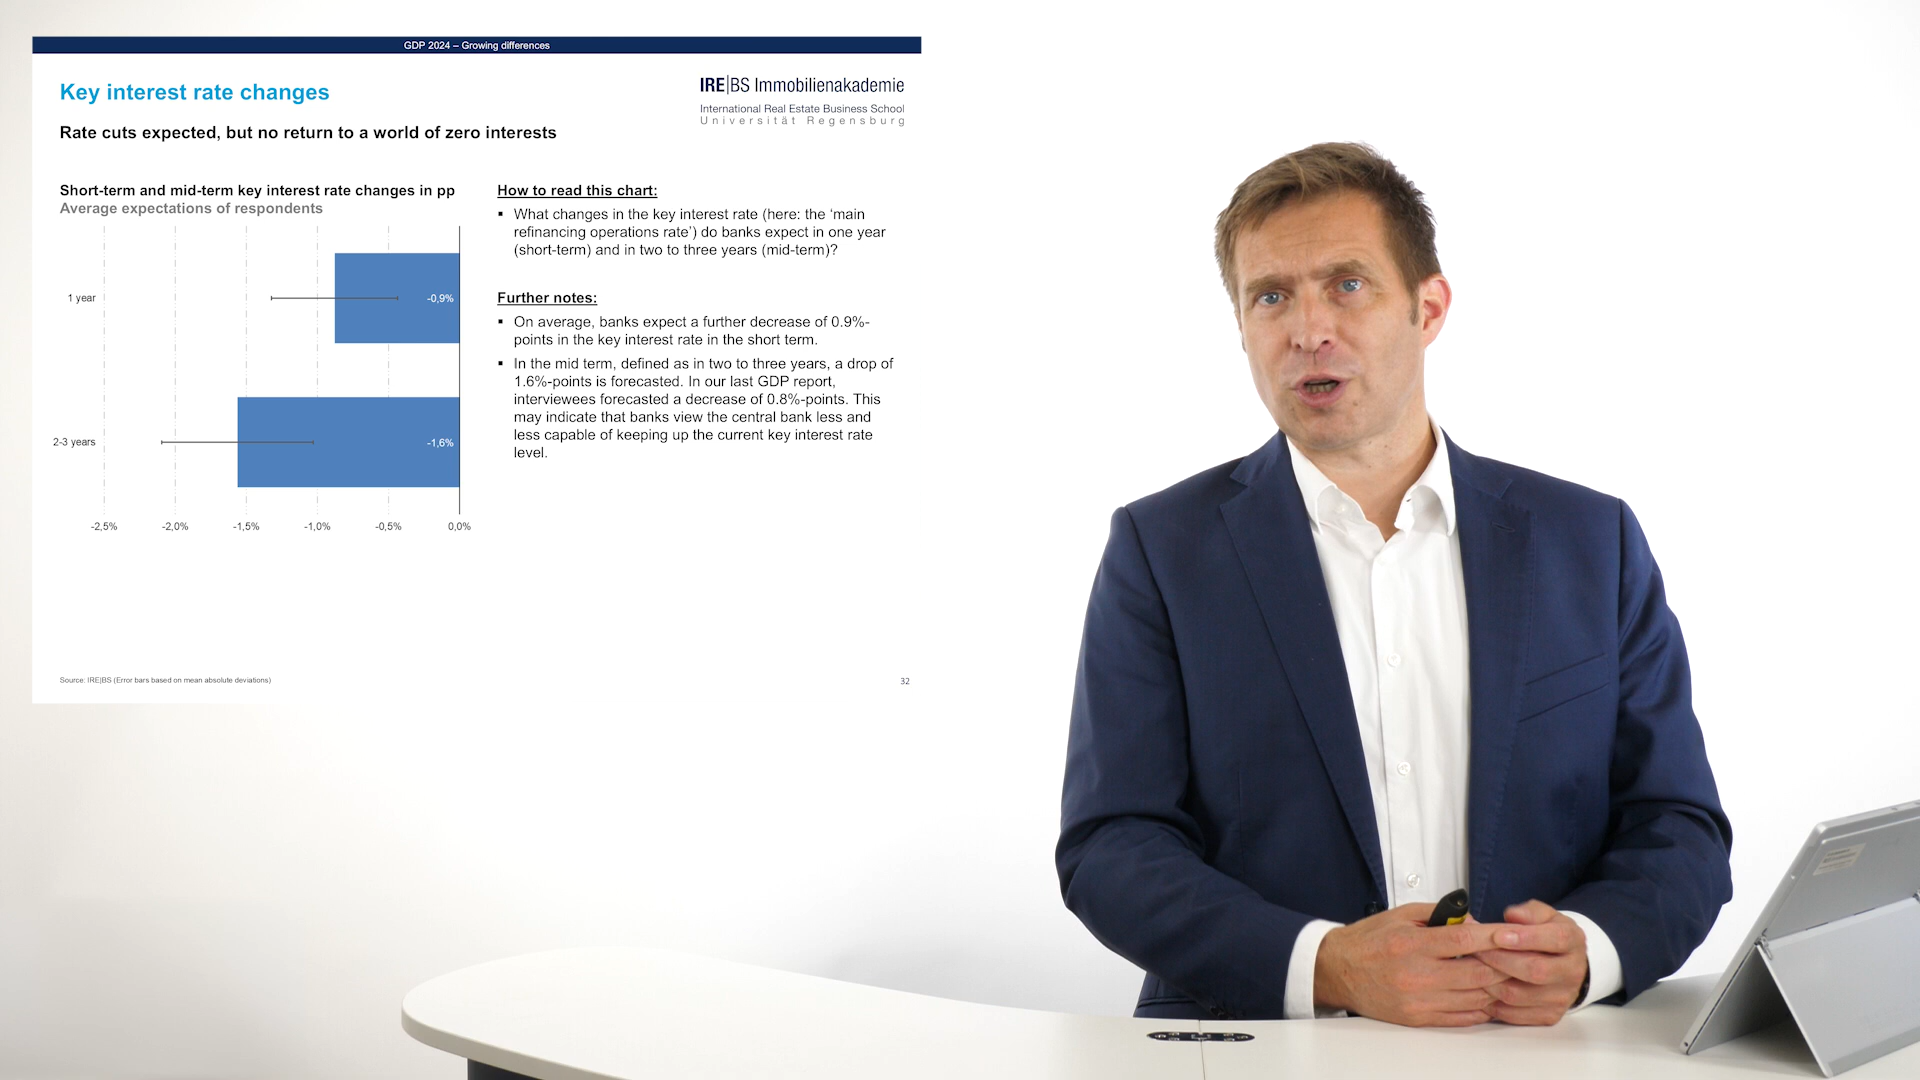 GDP 2024 – Growing differences
Key interest rate changes
IRE|BS Immobilienakademie
International Real Estate Business School
Universität Regensburg
Rate cuts expected, but no return to a world of zero interests
Short-term and mid-term key interest rate changes in pp
Average expectations of respondents
1 year
-0,9%
2-3 years
-1,6%
-2,5%
-2,0%
-1,5%
-1,0%
-0,5%
0,0%
How to read this chart:
▪ What changes in the key interest rate (here: the ‘main
refinancing operations rate’) do banks expect in one year
(short-term) and in two to three years (mid-term)?
Further notes:
▪ On average, banks expect a further decrease of 0.9%-
points in the key interest rate in the short term.
▪ In the mid term, defined as in two to three years, a drop of
1.6%-points is forecasted. In our last GDP report,
interviewees forecasted a decrease of 0.8%-points. This
may indicate that banks view the central bank less and
less capable of keeping up the current key interest rate
level.
Source: IRE|BS (Error bars based on mean absolute deviations)
32